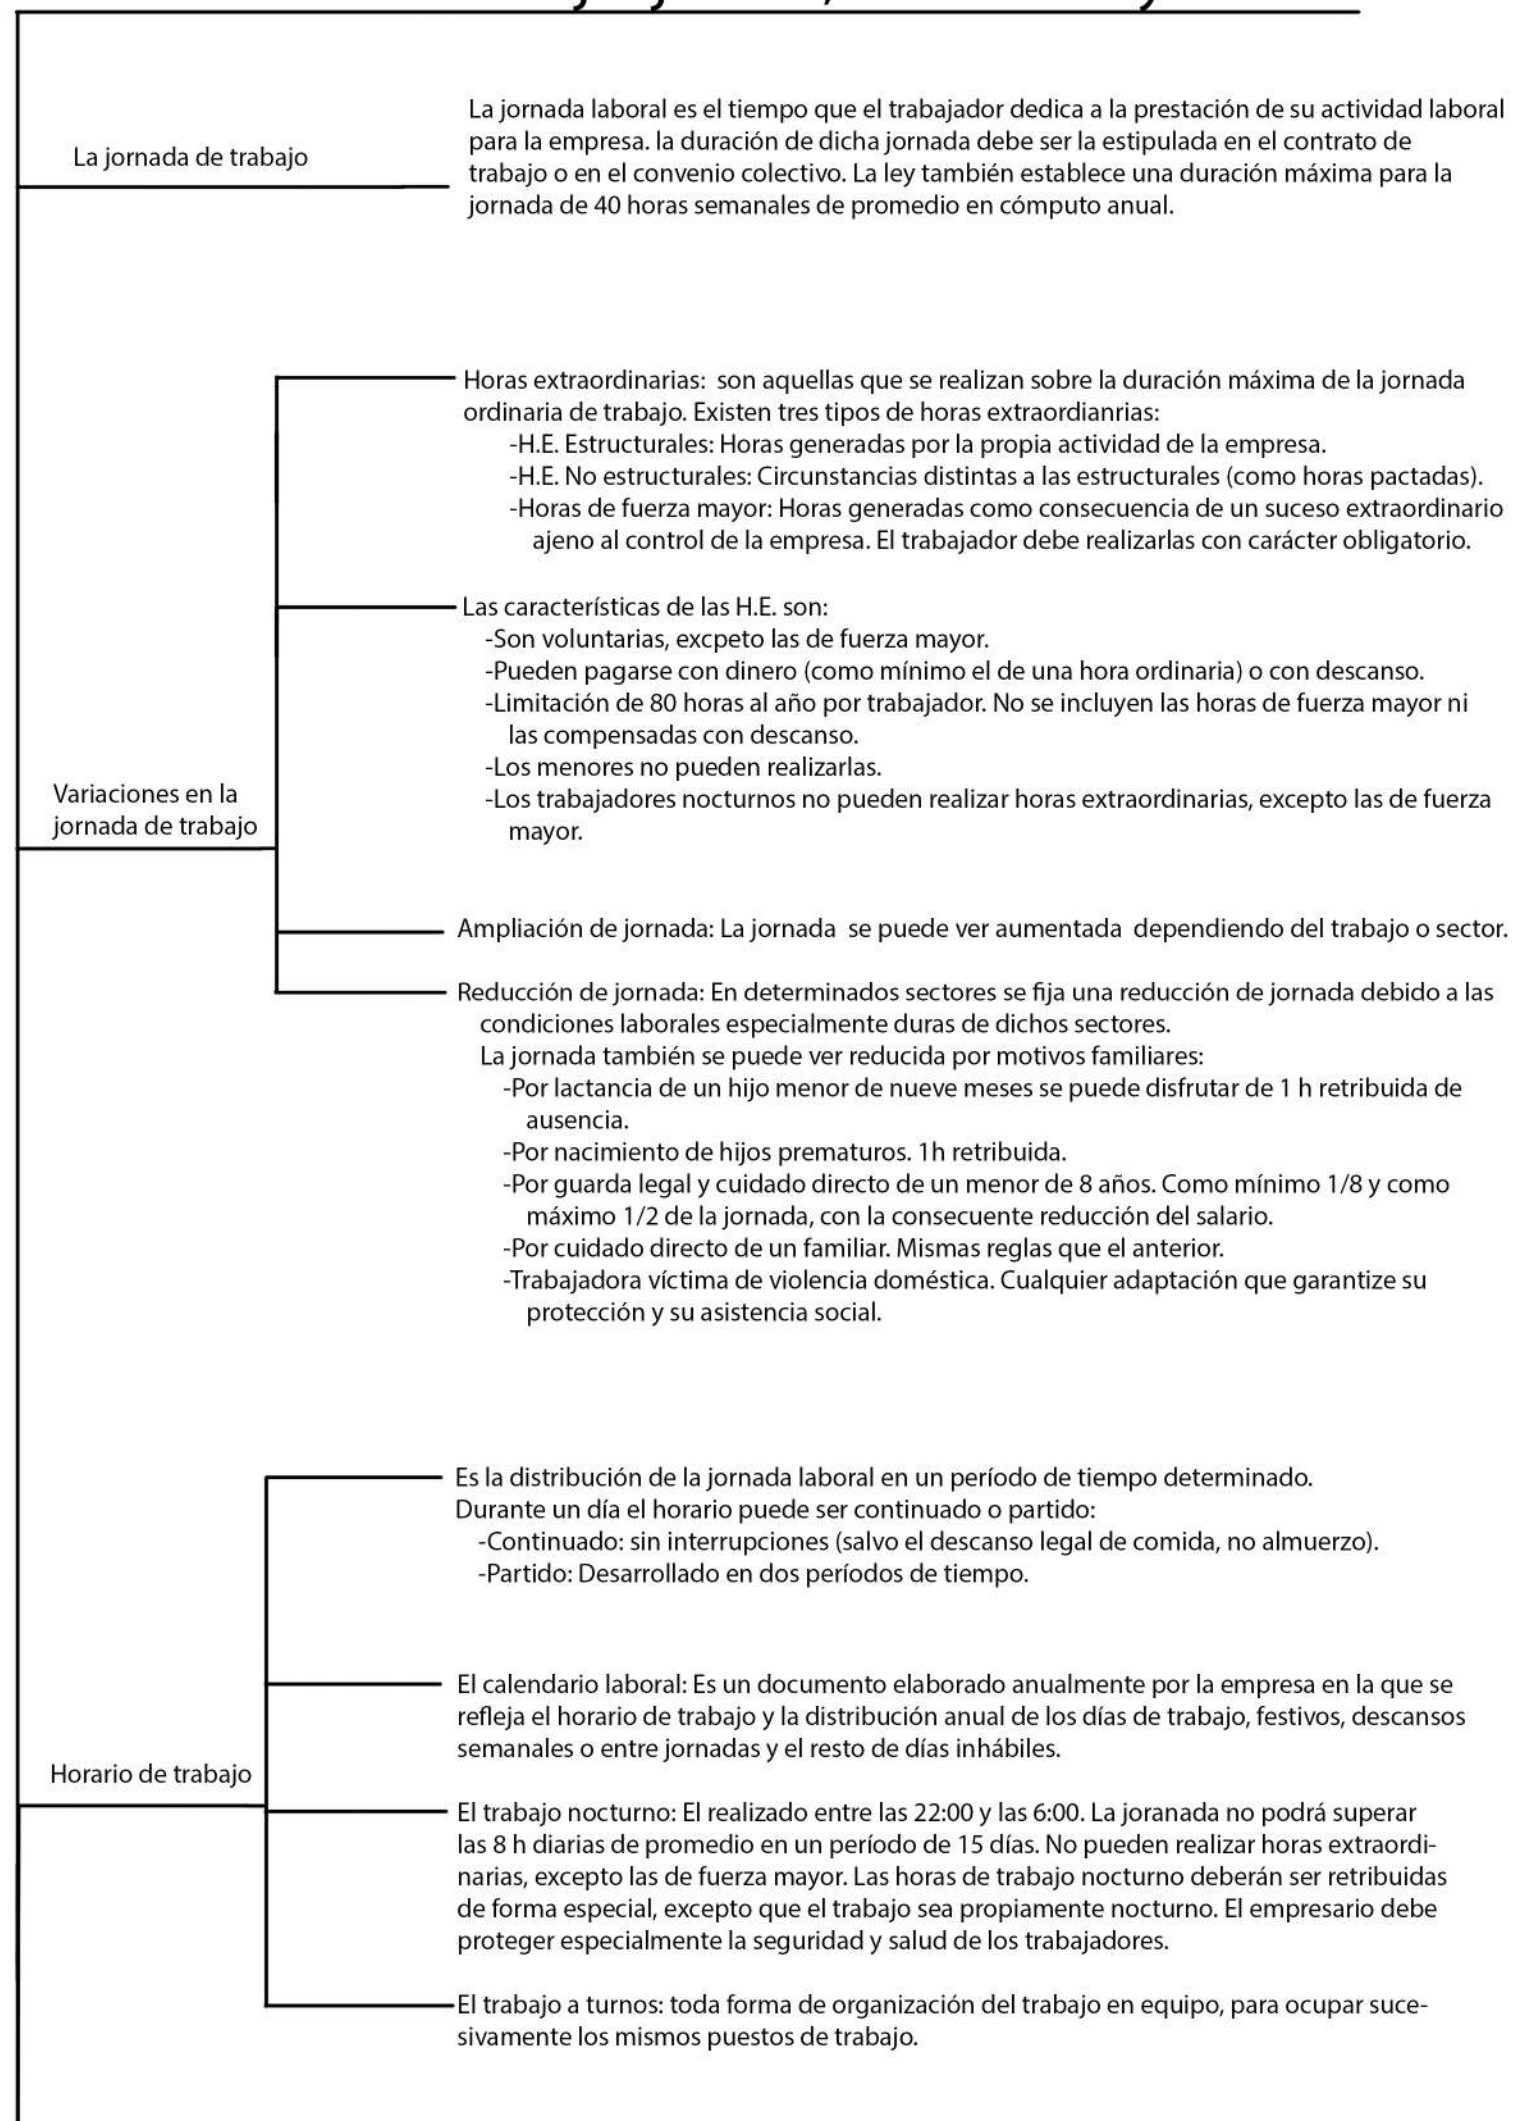 La jornada de trabajo
La jornada laboral es el tiempo que el trabajador dedica a la prestación de su actividad laboral
para la empresa. la duración de dicha jornada debe ser la estipulada en el contrato de
trabajo o en el convenio colectivo. La ley también establece una duración máxima para la
jornada de 40 horas semanales de promedio en cómputo anual.
Variaciones en la
jornada de trabajo
Horas extraordinarias: son aquellas que se realizan sobre la duración máxima de la jornada
ordinaria de trabajo. Existen tres tipos de horas extraordianrias:
-H.E. Estructurales: Horas generadas por la propia actividad de la empresa.
-H.E. No estructurales: Circunstancias distintas a las estructurales (como horas pactadas).
-Horas de fuerza mayor: Horas generadas como consecuencia de un suceso extraordinario
ajeno al control de la empresa. El trabajador debe realizarlas con carácter obligatorio.
Las características de las H.E. son:
-Son voluntarias, excpeto las de fuerza mayor.
-Pueden pagarse con dinero (como mínimo el de una hora ordinaria) o con descanso.
-Limitación de 80 horas al año por trabajador. No se incluyen las horas de fuerza mayor ni
las compensadas con descanso.
-Los menores no pueden realizarlas.
-Los trabajadores nocturnos no pueden realizar horas extraordinarias, excepto las de fuerza
mayor.
Ampliación de jornada: La jornada se puede ver aumentada dependiendo del trabajo o sector.
Reducción de jornada: En determinados sectores se fija una reducción de jornada debido a las
condiciones laborales especialmente duras de dichos sectores.
La jornada también se puede ver reducida por motivos familiares:
-Por lactancia de un hijo menor de nueve meses se puede disfrutar de 1 h retribuida de
ausencia.
-Por nacimiento de hijos prematuros. 1h retribuida.
-Por guarda legal y cuidado directo de un menor de 8 años. Como mínimo 1/8 y como
máximo 1/2 de la jornada, con la consecuente reducción del salario.
-Por cuidado directo de un familiar. Mismas reglas que el anterior.
-Trabajadora víctima de violencia doméstica. Cualquier adaptación que garantize su
protección y su asistencia social.
Horario de trabajo
Es la distribución de la jornada laboral en un período de tiempo determinado.
Durante un día el horario puede ser continuado o partido:
-Continuado: sin interrupciones (salvo el descanso legal de comida, no almuerzo).
-Partido: Desarrollado en dos períodos de tiempo.
El calendario laboral: Es un documento elaborado anualmente por la empresa en la que se
refleja el horario de trabajo y la distribución anual de los días de trabajo, festivos, descansos
semanales o entre jornadas y el resto de días inhábiles.
El trabajo nocturno: El realizado entre las 22:00 y las 6:00. La joranada no podrá superar
las 8 h diarias de promedio en un período de 15 días. No pueden realizar horas extraordi-
narias, excepto las de fuerza mayor. Las horas de trabajo nocturno deberán ser retribuidas
de forma especial, excepto que el trabajo sea propiamente nocturno. El empresario debe
proteger especialmente la seguridad y salud de los trabajadores.
El trabajo a turnos: toda forma de organización del trabajo en equipo, para ocupar suce-
sivamente los mismos puestos de trabajo.